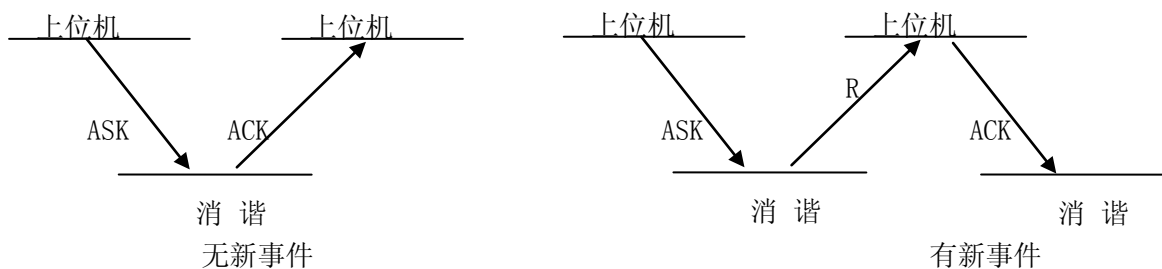 上位机 上位机 上位机 上位机
R
ASK ACK ASK ACK
消 谐 消 谐 消 谐
无新事件 有新事件